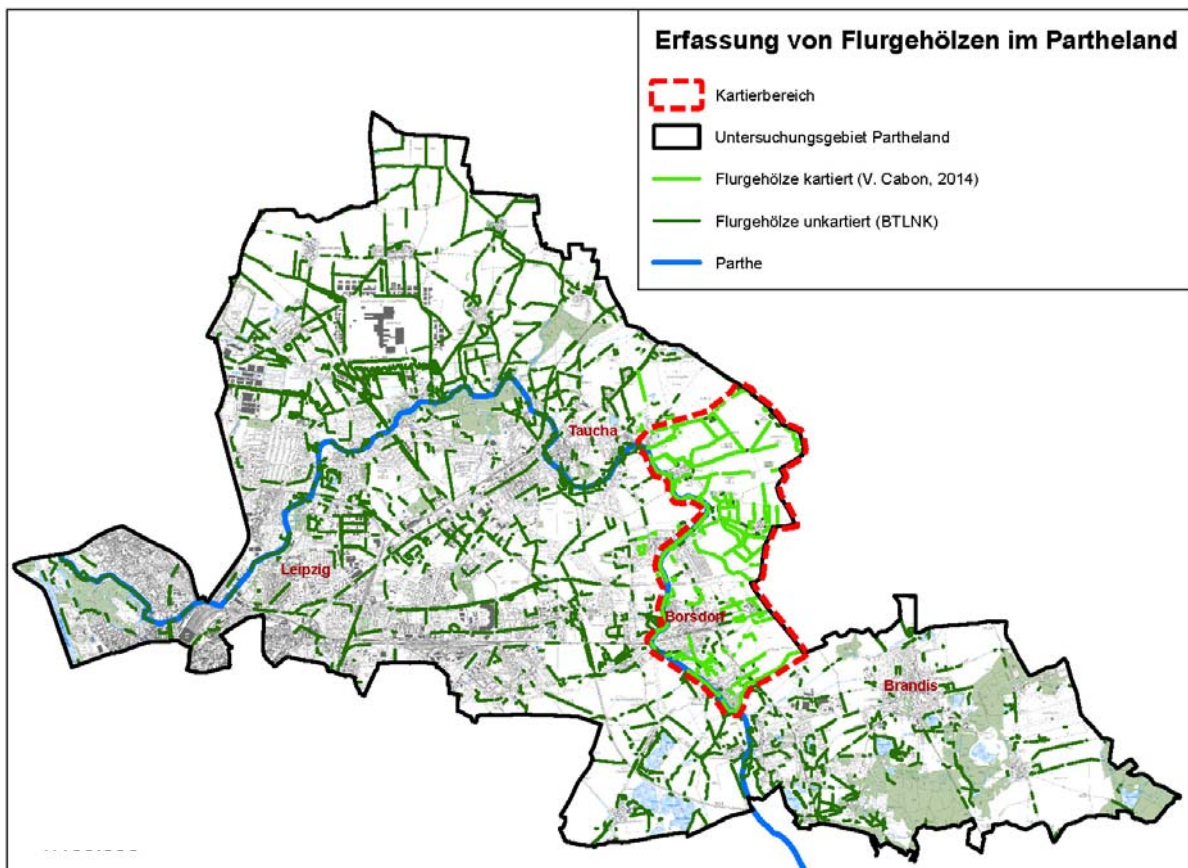 Erfassung von Flurgehölzen im Partheland
Kartierbereich
Untersuchungsgebiet Partheland
Flurgehölze kartiert (V. Cabon, 2014)
Flurgehölze unkartiert (BTLNK)
Parthe
Taucha
Leipzig
Borsdorf
Brandis